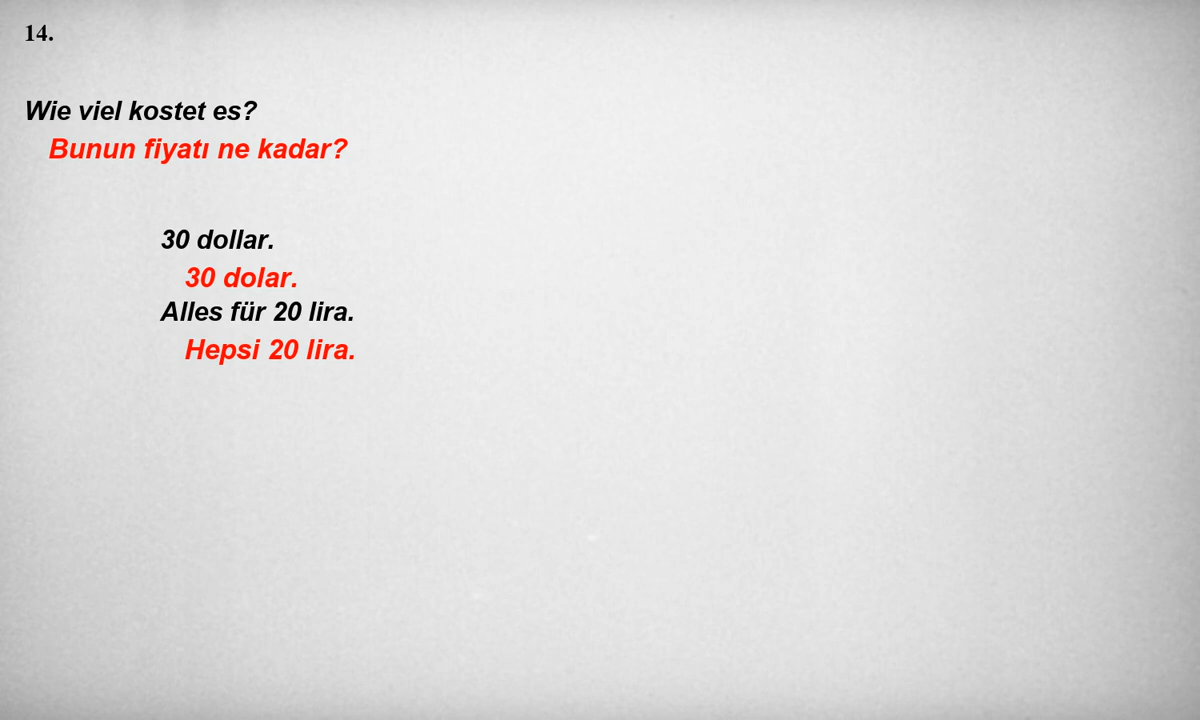 14.
Wie viel kostet es?
Bunun fiyatı ne kadar?
30 dollar.
30 dolar.
Alles für 20 lira.
Hepsi 20 lira.